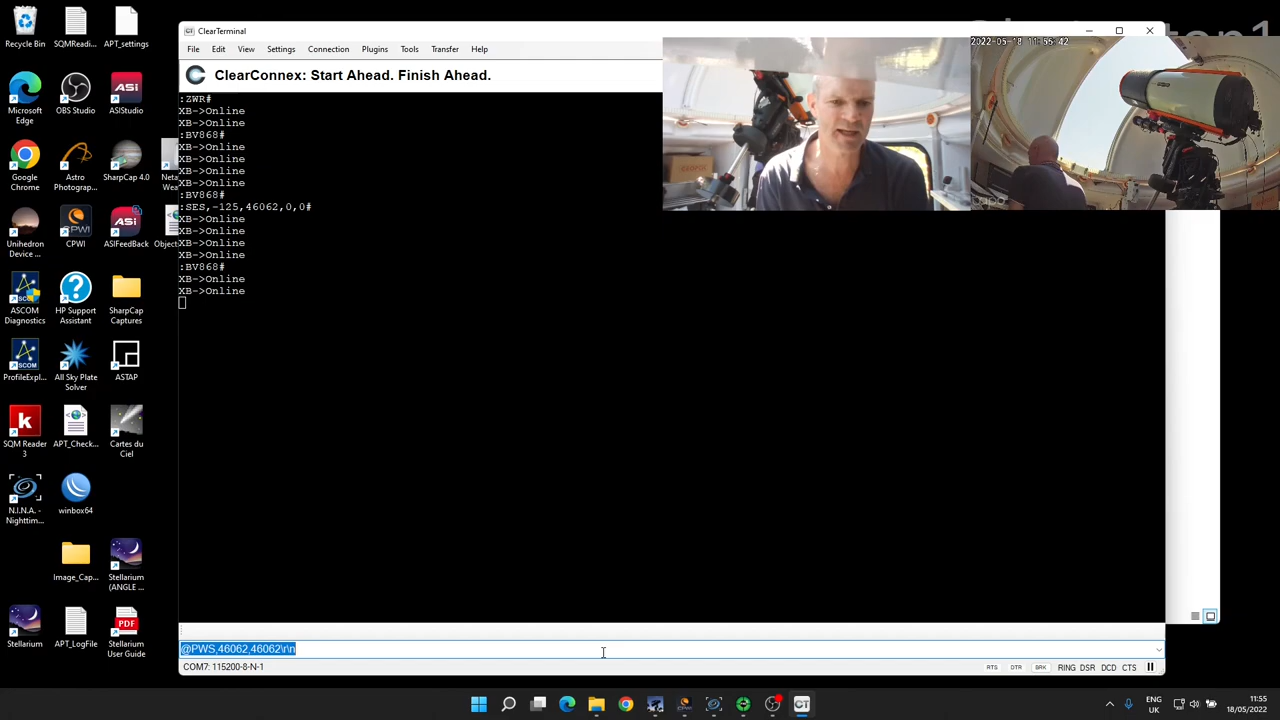 Recycle Bin
SQMReadi...
APT_settings
Microsoft
Edge
OBS Studio
ASiStudio
Google
Chrome
Astro
Photograp...
SharpCap 4.0
Neta
Wea
Unihedron
Device ...
CPWI
ASIFeedBack
Objects
ASCOM
Diagnostics
HP Support
Assistant
SharpCap
Captures
ProfileExpl...
All Sky Plate
Solver
ASTAP
SQM Reader
3
APT_Check...
Cartes du
Ciel
N.I.N.A. -
Nighttim...
winbox64
Image_Cap...
Stellarium
(ANGLE ...
Stellarium
APT_LogFile
Stellarium
User Guide
CT ClearTerminal
File Edit View Settings Connection Plugins Tools Transfer Help
ClearConnex: Start Ahead. Finish Ahead.
:ZWR#
XB->Online
XB->Online
:BV868#
XB->Online
XB->Online
XB->Online
XB->Online
:BV868#
:SES,-125,46062,0,0#
XB->Online
XB->Online
XB->Online
XB->Online
:BV868#
XB->Online
XB->Online
2022-05-18 11:55:42
tapo
@PWS,46062,46062\r\n
COM7: 115200-8-N-1
RTS DTR BRK RING DSR DCD CTS
ENG
UK
11:55
18/05/2022